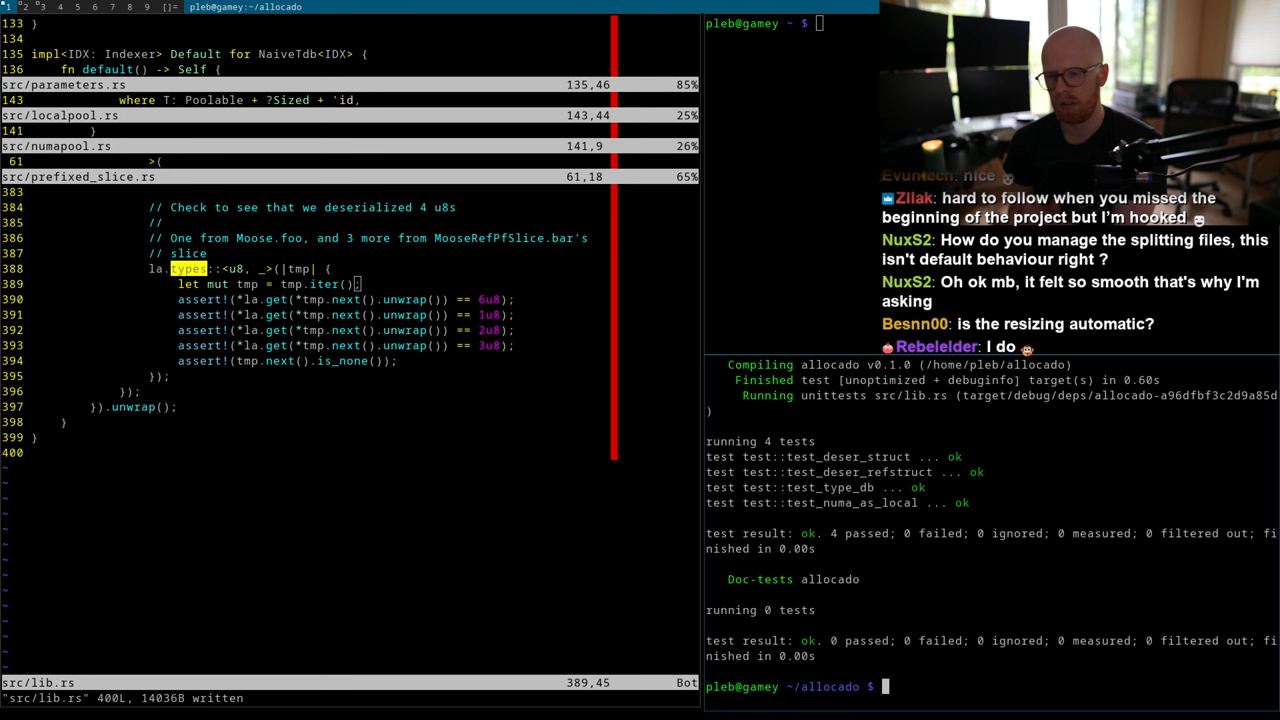 1 2 3 4 5 6 7 8 9 []= pleb@gamey:~/allocado
133 }
134
135 impl<IDX: Indexer> Default for NaiveTdb<IDX> {
136     fn default() -> Self {
src/parameters.rs 135,46 85%
143             where T: Poolable + ?Sized + 'id,
src/localpool.rs 143,44 25%
141         }
src/numapool.rs 141,9 26%
61                 >(
src/prefixed_slice.rs 61,18 65%
383
384                 // Check to see that we deserialized 4 u8s
385                 //
386                 // One from Moose.foo, and 3 more from MooseRefPfSlice.bar's
387                 // slice
388                 la.types::<u8, _>(|tmp| {
389                     let mut tmp = tmp.iter();
390                     assert!(*la.get(*tmp.next().unwrap()) == 6u8);
391                     assert!(*la.get(*tmp.next().unwrap()) == 1u8);
392                     assert!(*la.get(*tmp.next().unwrap()) == 2u8);
393                     assert!(*la.get(*tmp.next().unwrap()) == 3u8);
394                     assert!(tmp.next().is_none());
395                 });
396             });
397         }).unwrap();
398     }
399 }
400
~
~
~
~
~
~
~
~
~
~
~
~
~
~
src/lib.rs 389,45 Bot
"src/lib.rs" 400L, 14036B written
pleb@gamey ~ $
Evuntech: nice
Zilak: hard to follow when you missed the
beginning of the project but I'm hooked
NuxS2: How do you manage the splitting files, this
isn't default behaviour right ?
NuxS2: Oh ok mb, it felt so smooth that's why I'm
asking
Besnn00: is the resizing automatic?
Rebelelder: I do
Compiling allocado v0.1.0 (/home/pleb/allocado)
Finished test [unoptimized + debuginfo] target(s) in 0.60s
Running unittests src/lib.rs (target/debug/deps/allocado-a96dfbf3c2d9a85d
)
running 4 tests
test test::test_deser_struct ... ok
test test::test_deser_refstruct ... ok
test test::test_type_db ... ok
test test::test_numa_as_local ... ok
test result: ok. 4 passed; 0 failed; 0 ignored; 0 measured; 0 filtered out; fi
nished in 0.00s
Doc-tests allocado
running 0 tests
test result: ok. 0 passed; 0 failed; 0 ignored; 0 measured; 0 filtered out; fi
nished in 0.00s
pleb@gamey ~/allocado $